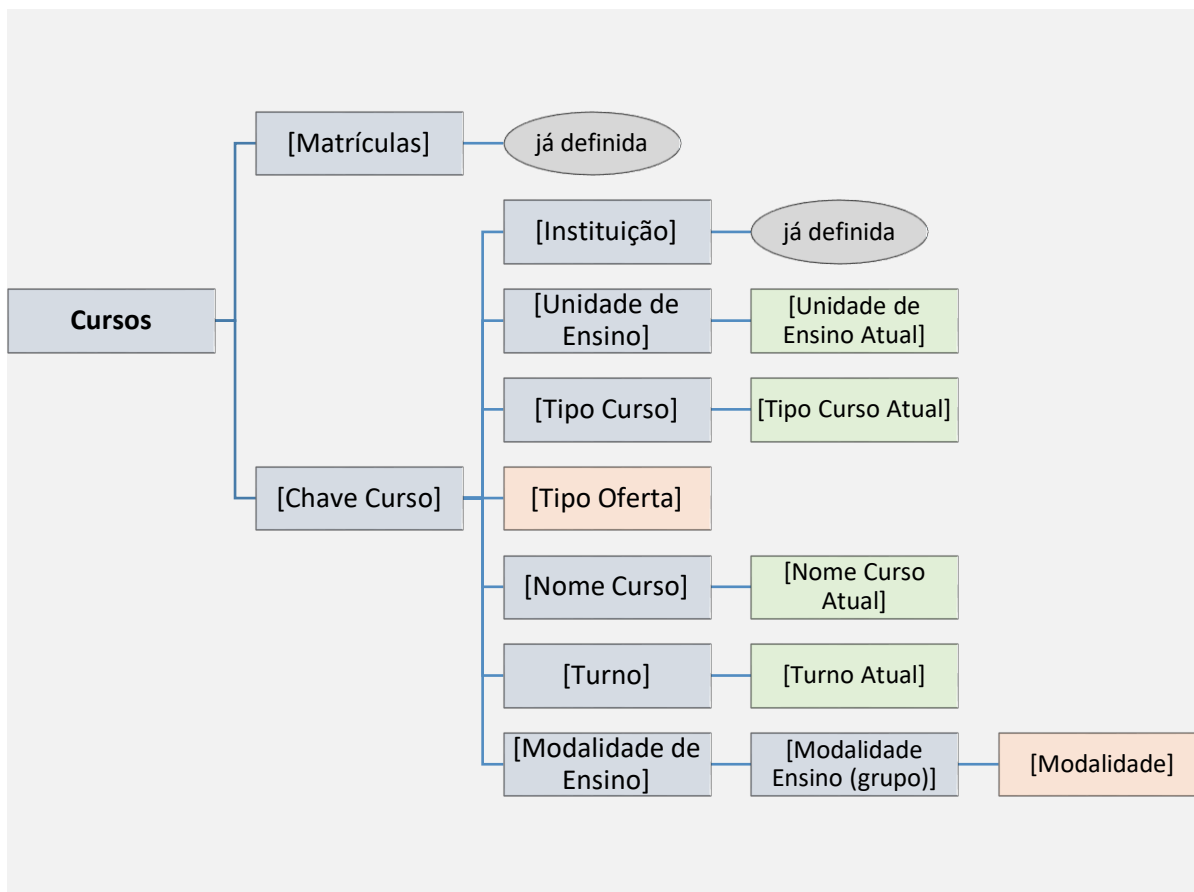 [Matrículas]
já definida
[Instituição]
já definida
Cursos
[Unidade de
Ensino]
[Unidade de
Ensino Atual]
[Tipo Curso]
[Tipo Curso Atual]
[Chave Curso]
[Tipo Oferta]
[Nome Curso]
[Nome Curso
Atual]
[Turno]
[Turno Atual]
[Modalidade de
Ensino]
[Modalidade
Ensino (grupo)]
[Modalidade]